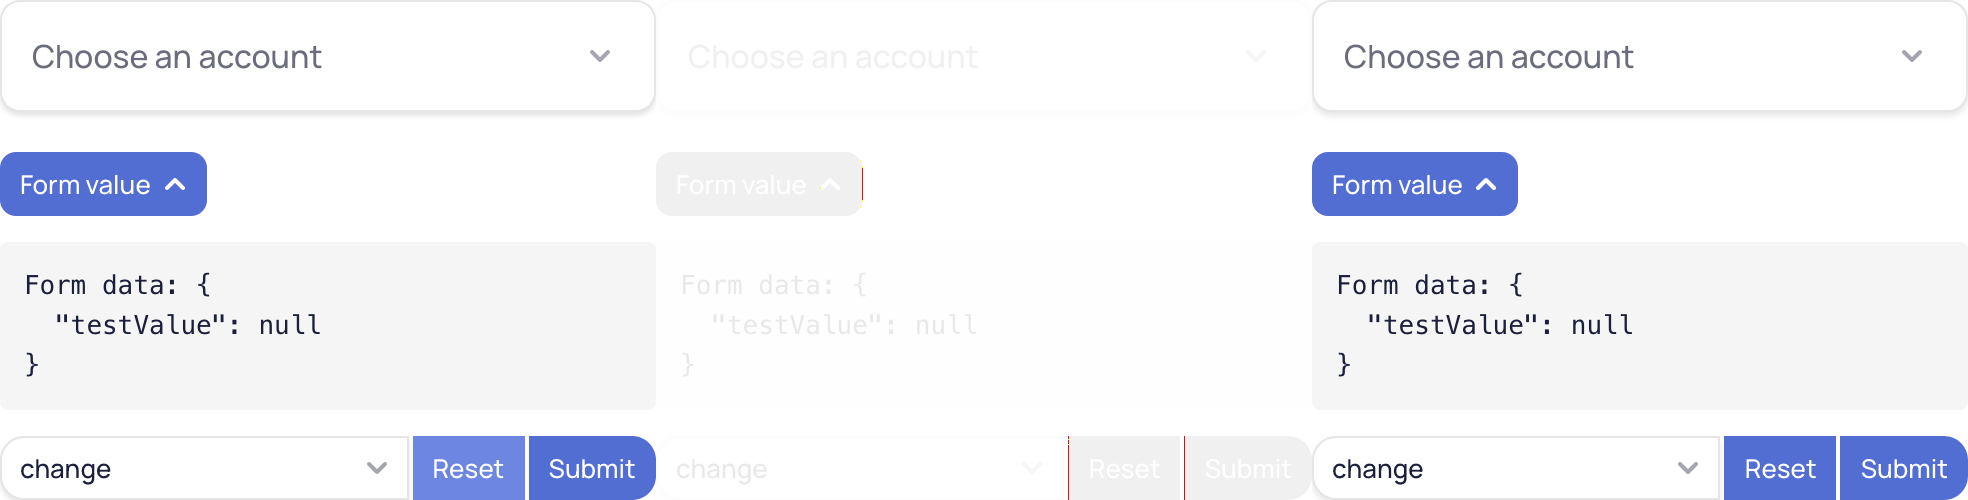 Choose an account
Form value
Form data: {
  "testValue": null
}
change Reset Submit
Choose an account
Form value
Form data: {
  "testValue": null
}
change Reset Submit
Choose an account
Form value
Form data: {
  "testValue": null
}
change Reset Submit